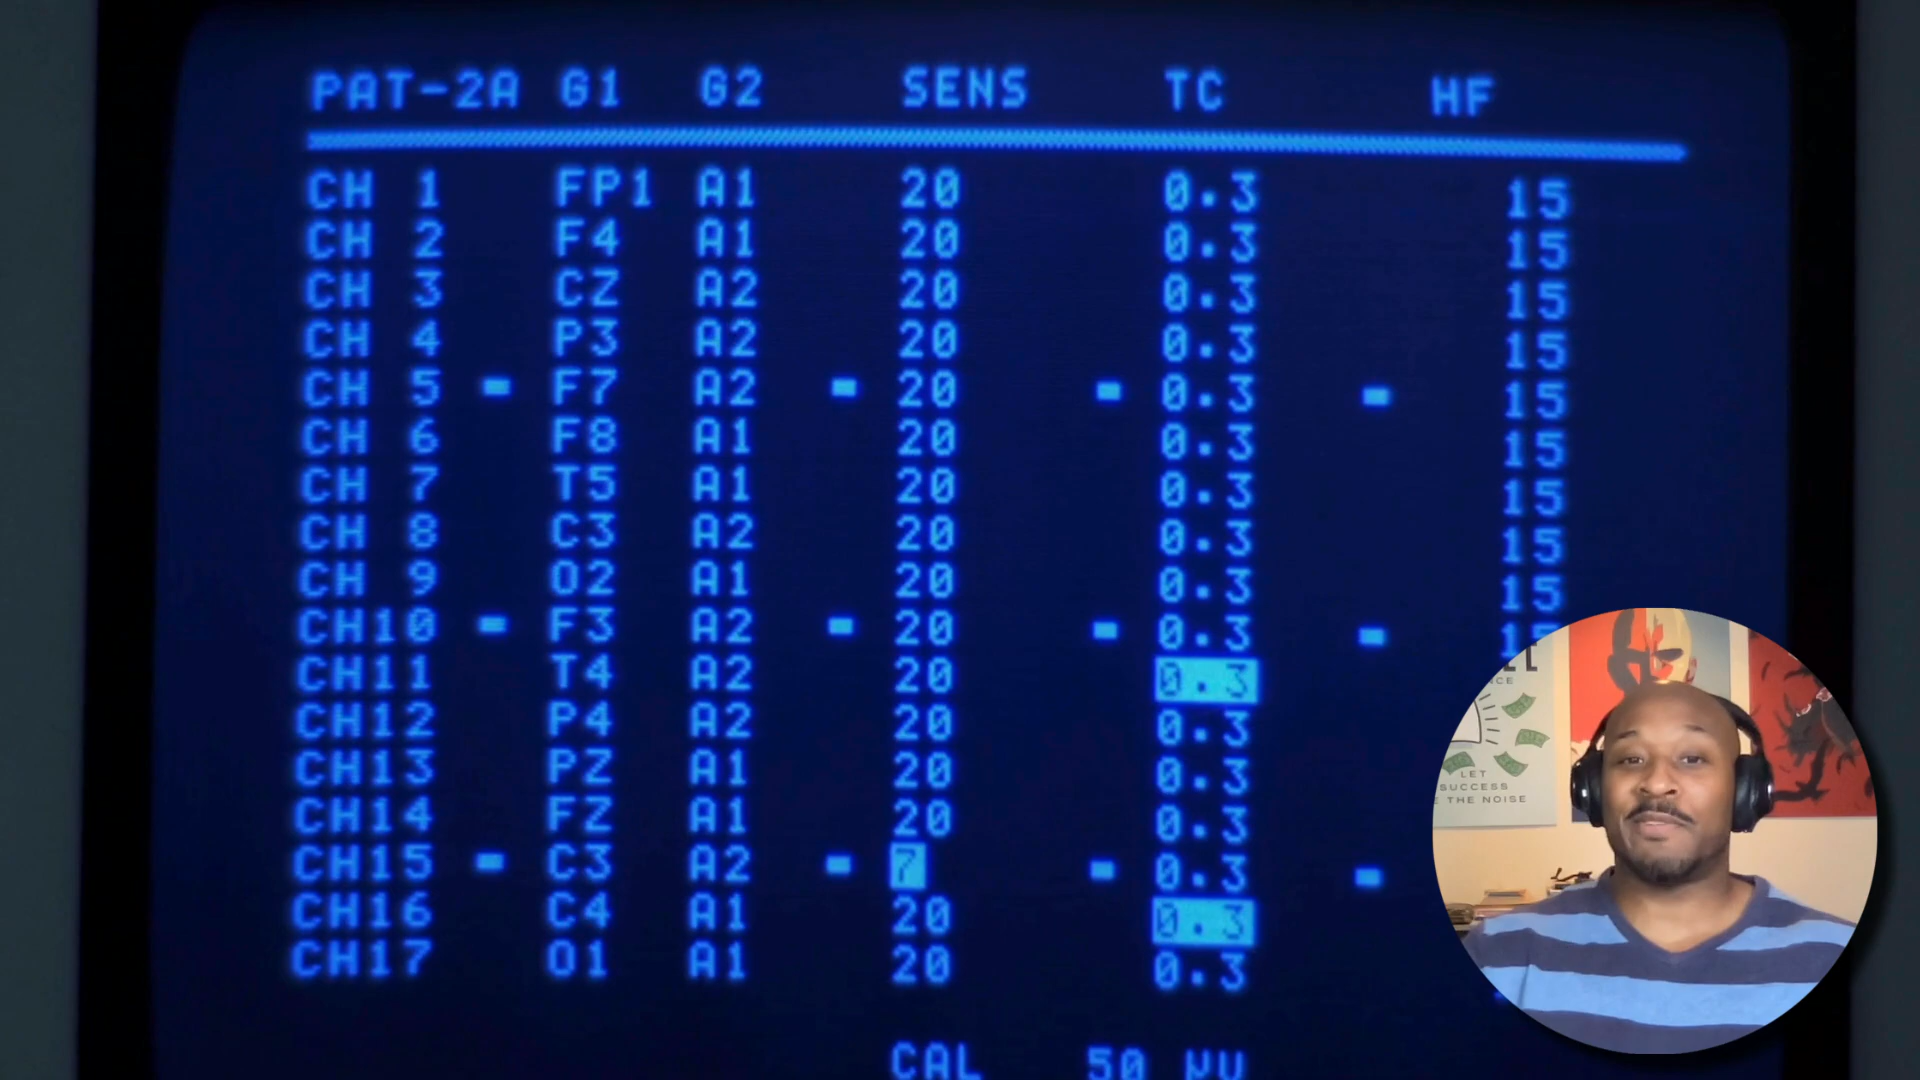 PAT-2A G1 G2 SENS TC HF
CH 1 FP1 A1 20 0.3 15
CH 2 F4 A1 20 0.3 15
CH 3 CZ A2 20 0.3 15
CH 4 P3 A2 20 0.3 15
CH 5 - F7 A2 - 20 - 0.3 - 15
CH 6 F8 A1 20 0.3 15
CH 7 T5 A1 20 0.3 15
CH 8 C3 A2 20 0.3 15
CH 9 O2 A1 20 0.3 15
CH10 - F3 A2 - 20 - 0.3 - 15
CH11 T4 A2 20 0.3
CH12 P4 A2 20 0.3
CH13 PZ A1 20 0.3
CH14 FZ A1 20 0.3
CH15 - C3 A2 - 7 - 0.3 -
CH16 C4 A1 20 0.3
CH17 O1 A1 20 0.3
CAL 50 µV
LET
SUCCESS
THE NOISE